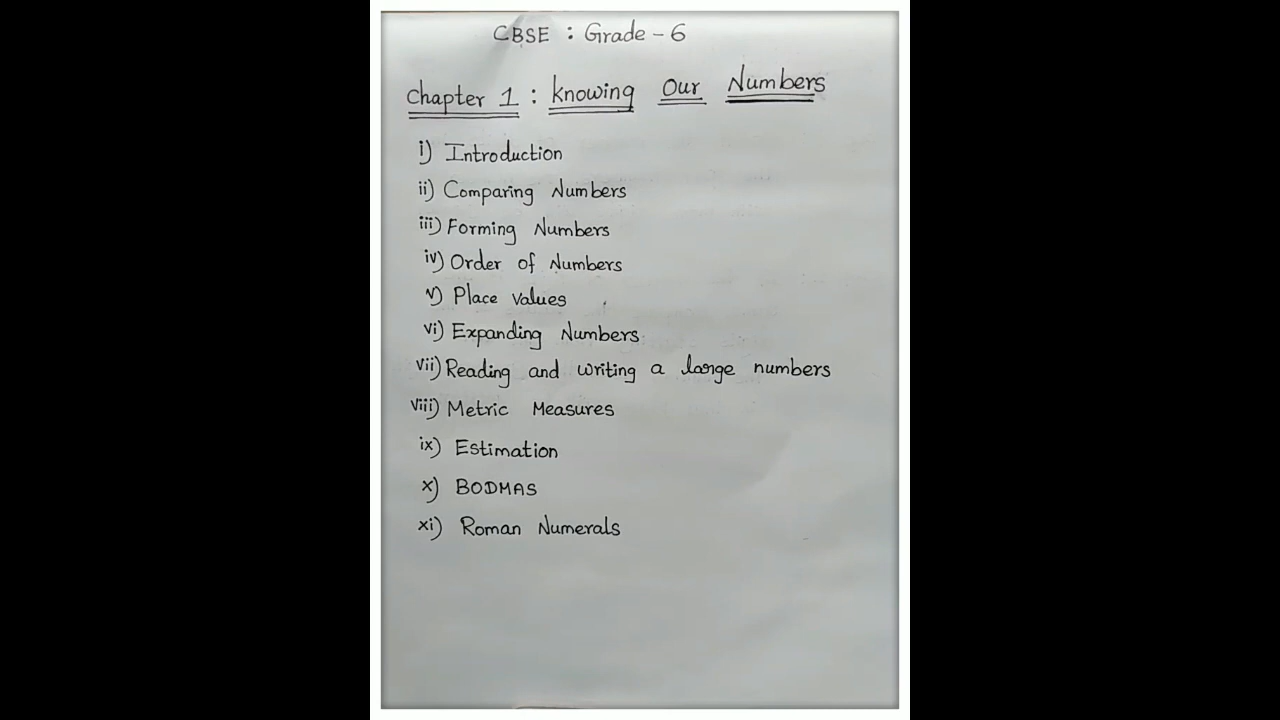 CBSE : Grade - 6
Chapter 1 : Knowing Our Numbers
i) Introduction
ii) Comparing Numbers
iii) Forming Numbers
iv) Order of Numbers
v) Place values
vi) Expanding Numbers
vii) Reading and writing a large numbers
viii) Metric Measures
ix) Estimation
x) BODMAS
xi) Roman Numerals